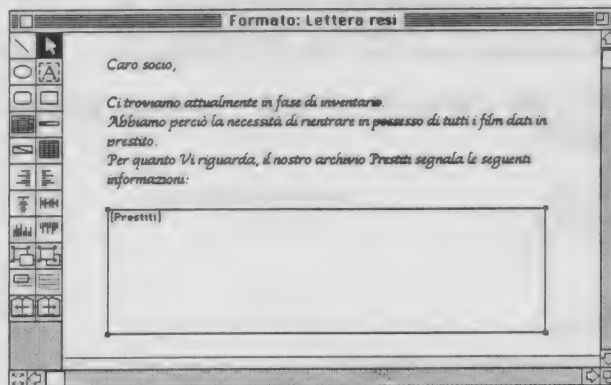 Formato: Lettera resi
Caro socio,
Ci troviamo attualmente in fase di inventario.
Abbiamo perciò la necessità di rientrare in possesso di tutti i film dati in
prestito.
Per quanto Vi riguarda, il nostro archivio Prestiti segnala le seguenti
informazioni:
[Prestiti]